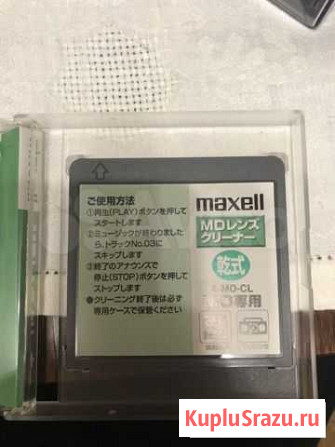 ご使用方法
①再生(PLAY)ボタンを押して
スタートします
②ミュージックが終わりました
ら、トラックNo.03に
スキップします
③終了のアナウンスで
停止(STOP)ボタンを押して
ストップします
●クリーニング終了後は必ず
専用ケースで保管ください
maxell
MDレンズ
クリーナー
乾式
MD-CL
専用
KupluSrazu.ru